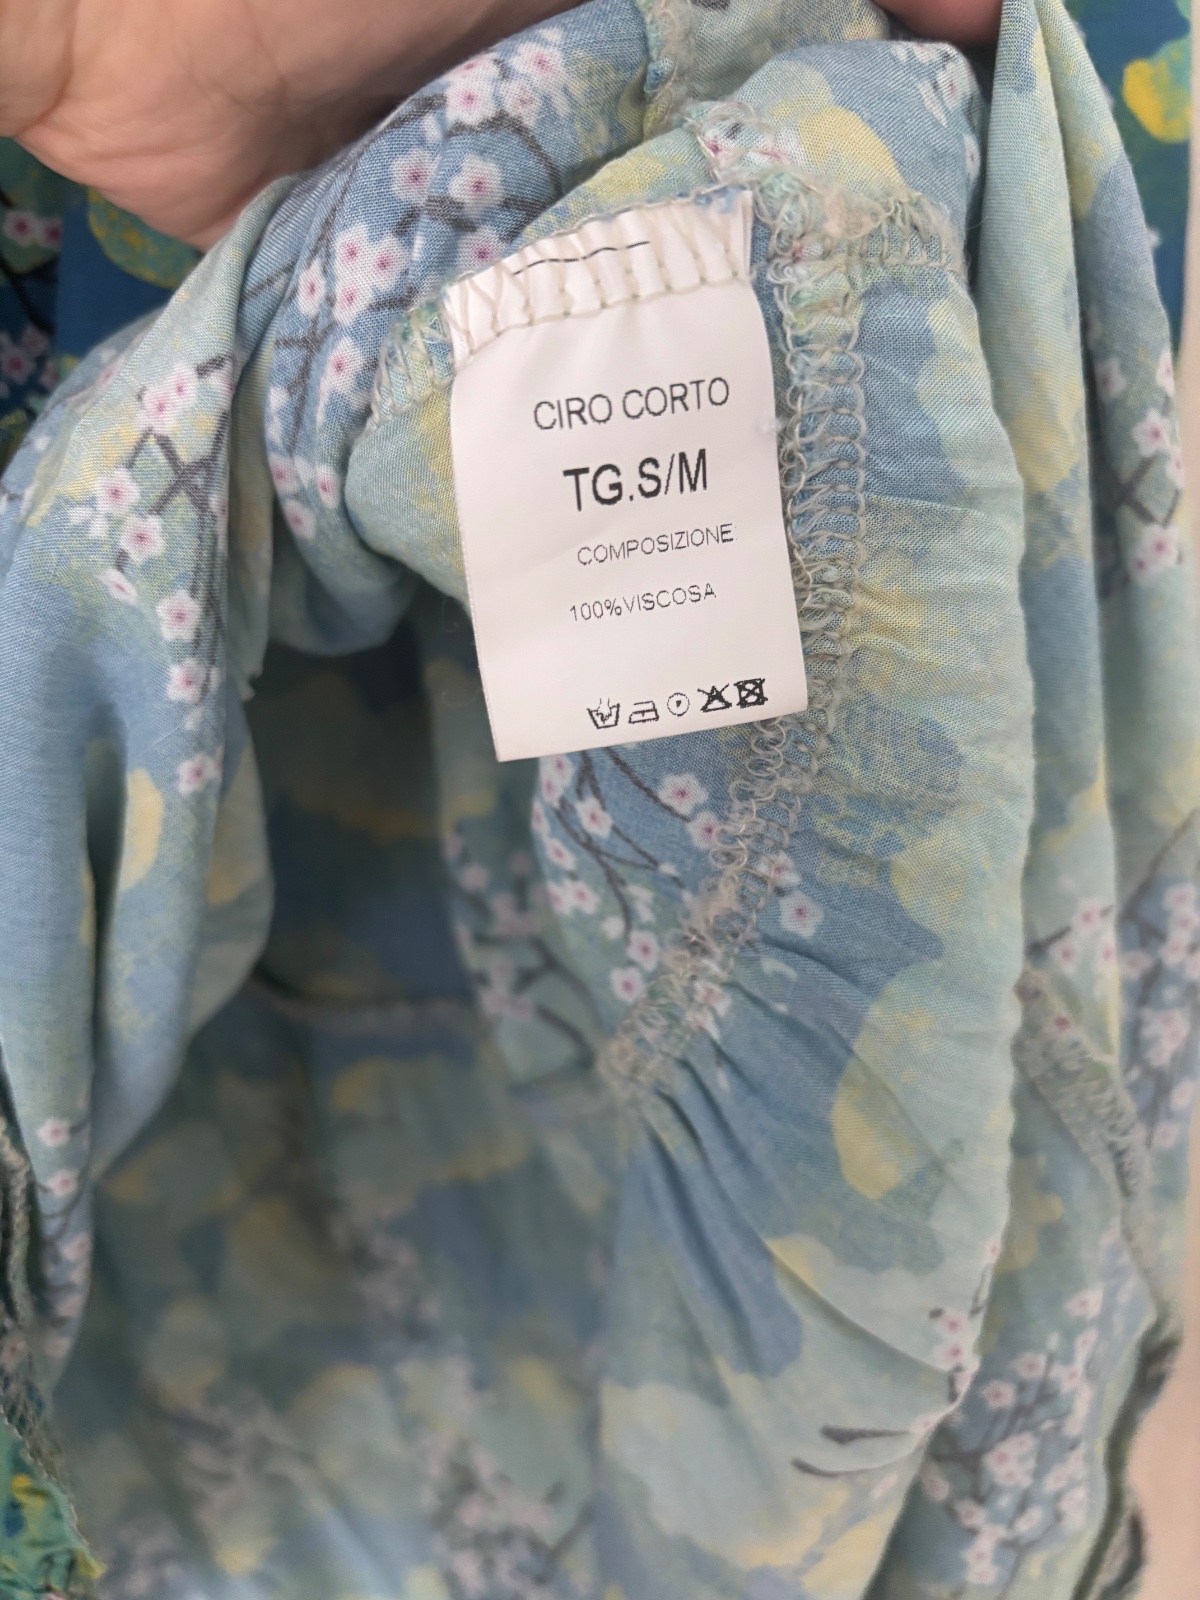 CIRO CORTO
TG.S/M
COMPOSIZIONE
100%VISCOSA